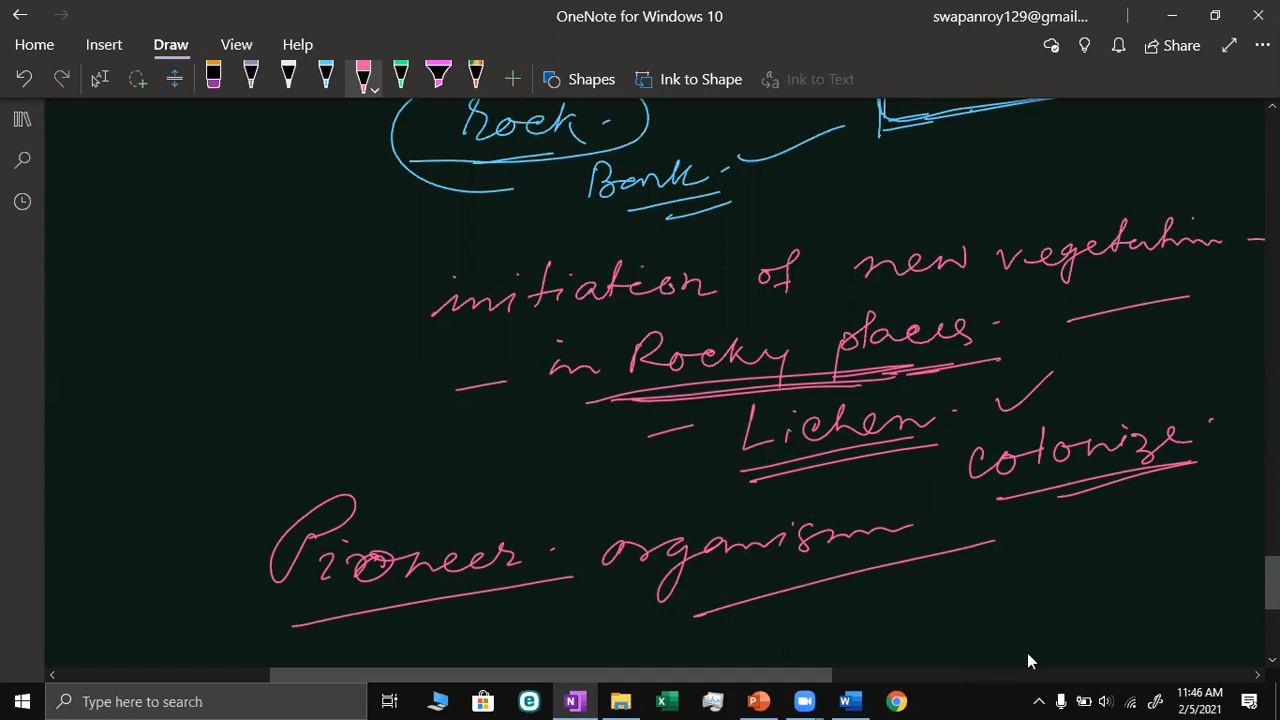 OneNote for Windows 10
swapanroy129@gmail...
Home Insert Draw View Help
Share
Shapes Ink to Shape Ink to Text
Rock.
Bank.
initiation of new vegetation -
- in Rocky places.
- Lichen.
colonize.
Pioneer. organism
Type here to search
1:46 AM
2/5/2021